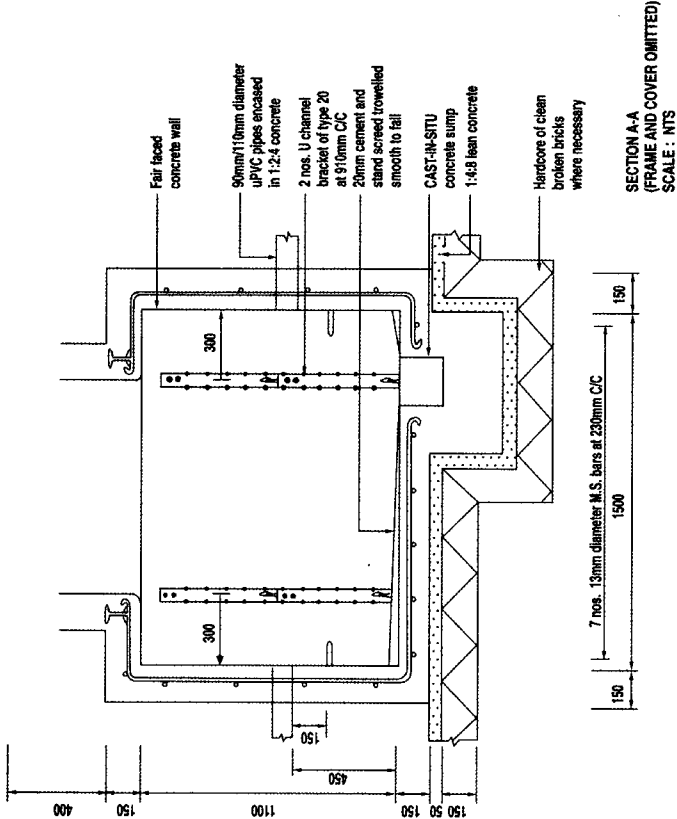 Fair faced
concrete wall
90mm/110mm diameter
uPVC pipes encased
in 1:2:4 concrete
2 nos. U channel
bracket of type 20
at 910mm C/C
20mm cement and
stand screed trowelled
smooth to fall
CAST-IN-SITU
concrete sump
1:4:8 lean concrete
Hardcore of clean
broken bricks
where necessary
SECTION A-A
(FRAME AND COVER OMITTED)
SCALE : NTS
300
300
150
450
400
150
1100
150
50
150
7 nos. 13mm diameter M.S. bars at 230mm C/C
150
1500
150